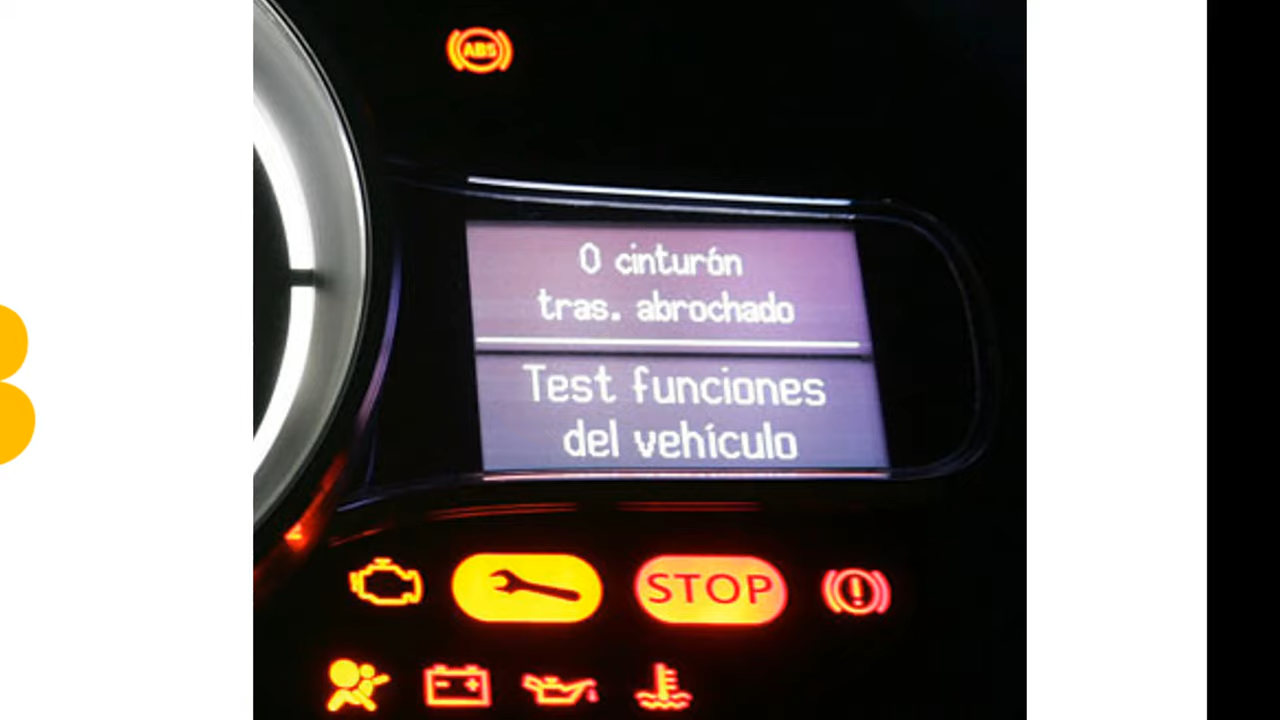 ABS
0 cinturón
tras. abrochado
Test funciones
del vehículo
STOP